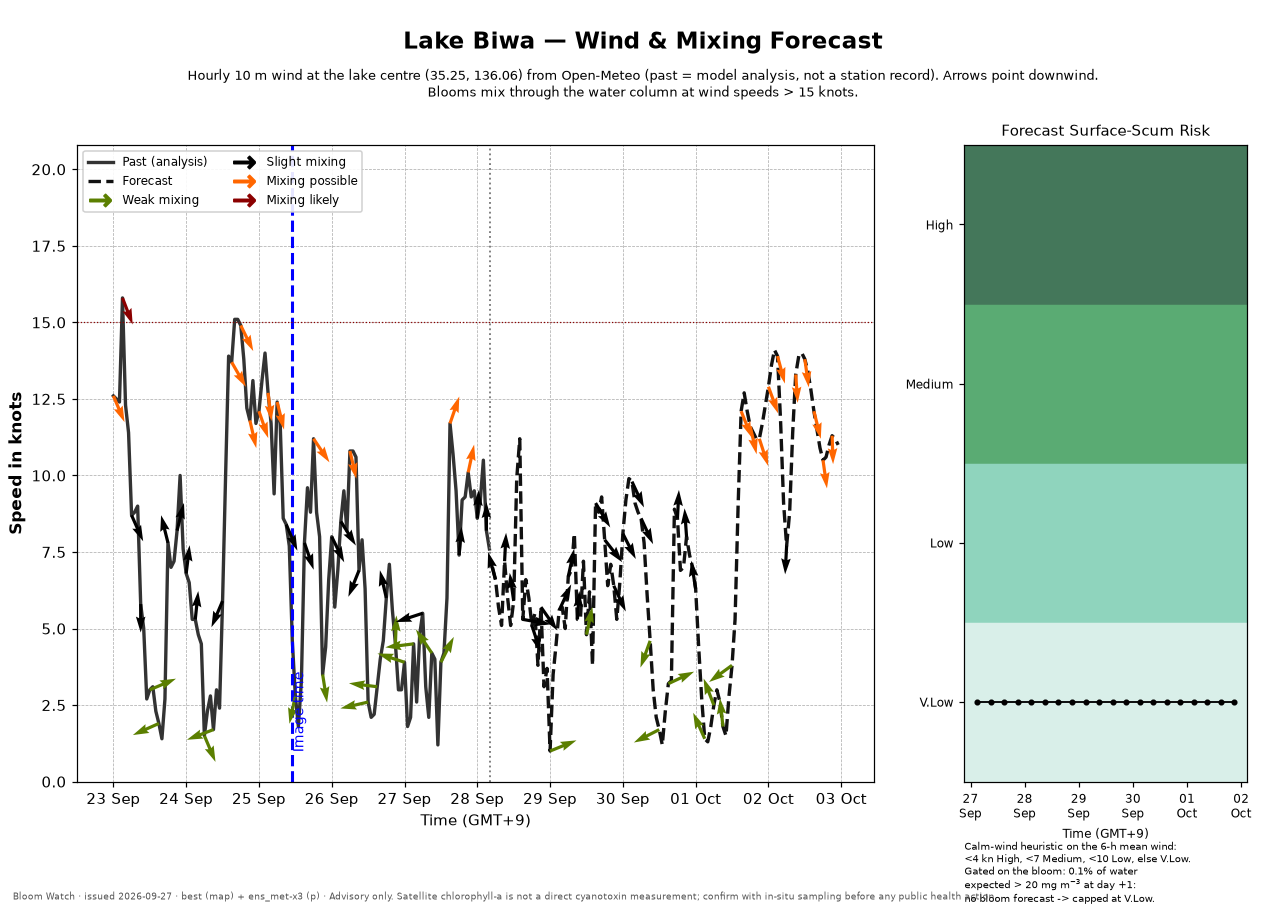 Lake Biwa — Wind & Mixing Forecast
Hourly 10 m wind at the lake centre (35.25, 136.06) from Open-Meteo (past = model analysis, not a station record). Arrows point downwind.
Blooms mix through the water column at wind speeds > 15 knots.
Forecast Surface-Scum Risk
Past (analysis)
Forecast
Weak mixing
Slight mixing
Mixing possible
Mixing likely
20.0
17.5
15.0
12.5
10.0
7.5
5.0
2.5
0.0
Speed in knots
Image time
23 Sep 24 Sep 25 Sep 26 Sep 27 Sep 28 Sep 29 Sep 30 Sep 01 Oct 02 Oct 03 Oct
Time (GMT+9)
High
Medium
Low
V.Low
27 28 29 30 01 02
Sep Sep Sep Sep Oct Oct
Time (GMT+9)
Calm-wind heuristic on the 6-h mean wind:
<4 kn High, <7 Medium, <10 Low, else V.Low.
Gated on the bloom: 0.1% of water
expected > 20 mg m⁻³ at day +1:
no bloom forecast -> capped at V.Low.
Bloom Watch · issued 2026-09-27 · best (map) + ens_met-x3 (p) · Advisory only. Satellite chlorophyll-a is not a direct cyanotoxin measurement; confirm with in-situ sampling before any public health action.